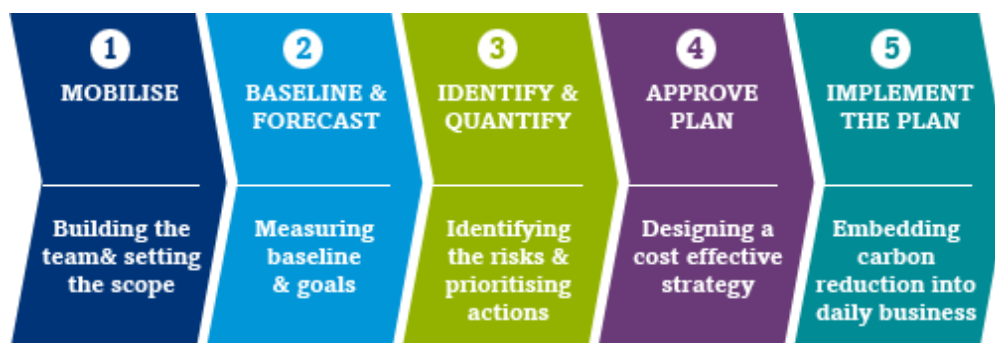 1
MOBILISE
Building the
team& setting
the scope
2
BASELINE &
FORECAST
Measuring
baseline
& goals
3
IDENTIFY &
QUANTIFY
Identifying
the risks &
prioritising
actions
4
APPROVE
PLAN
Designing a
cost effective
strategy
5
IMPLEMENT
THE PLAN
Embedding
carbon
reduction into
daily business